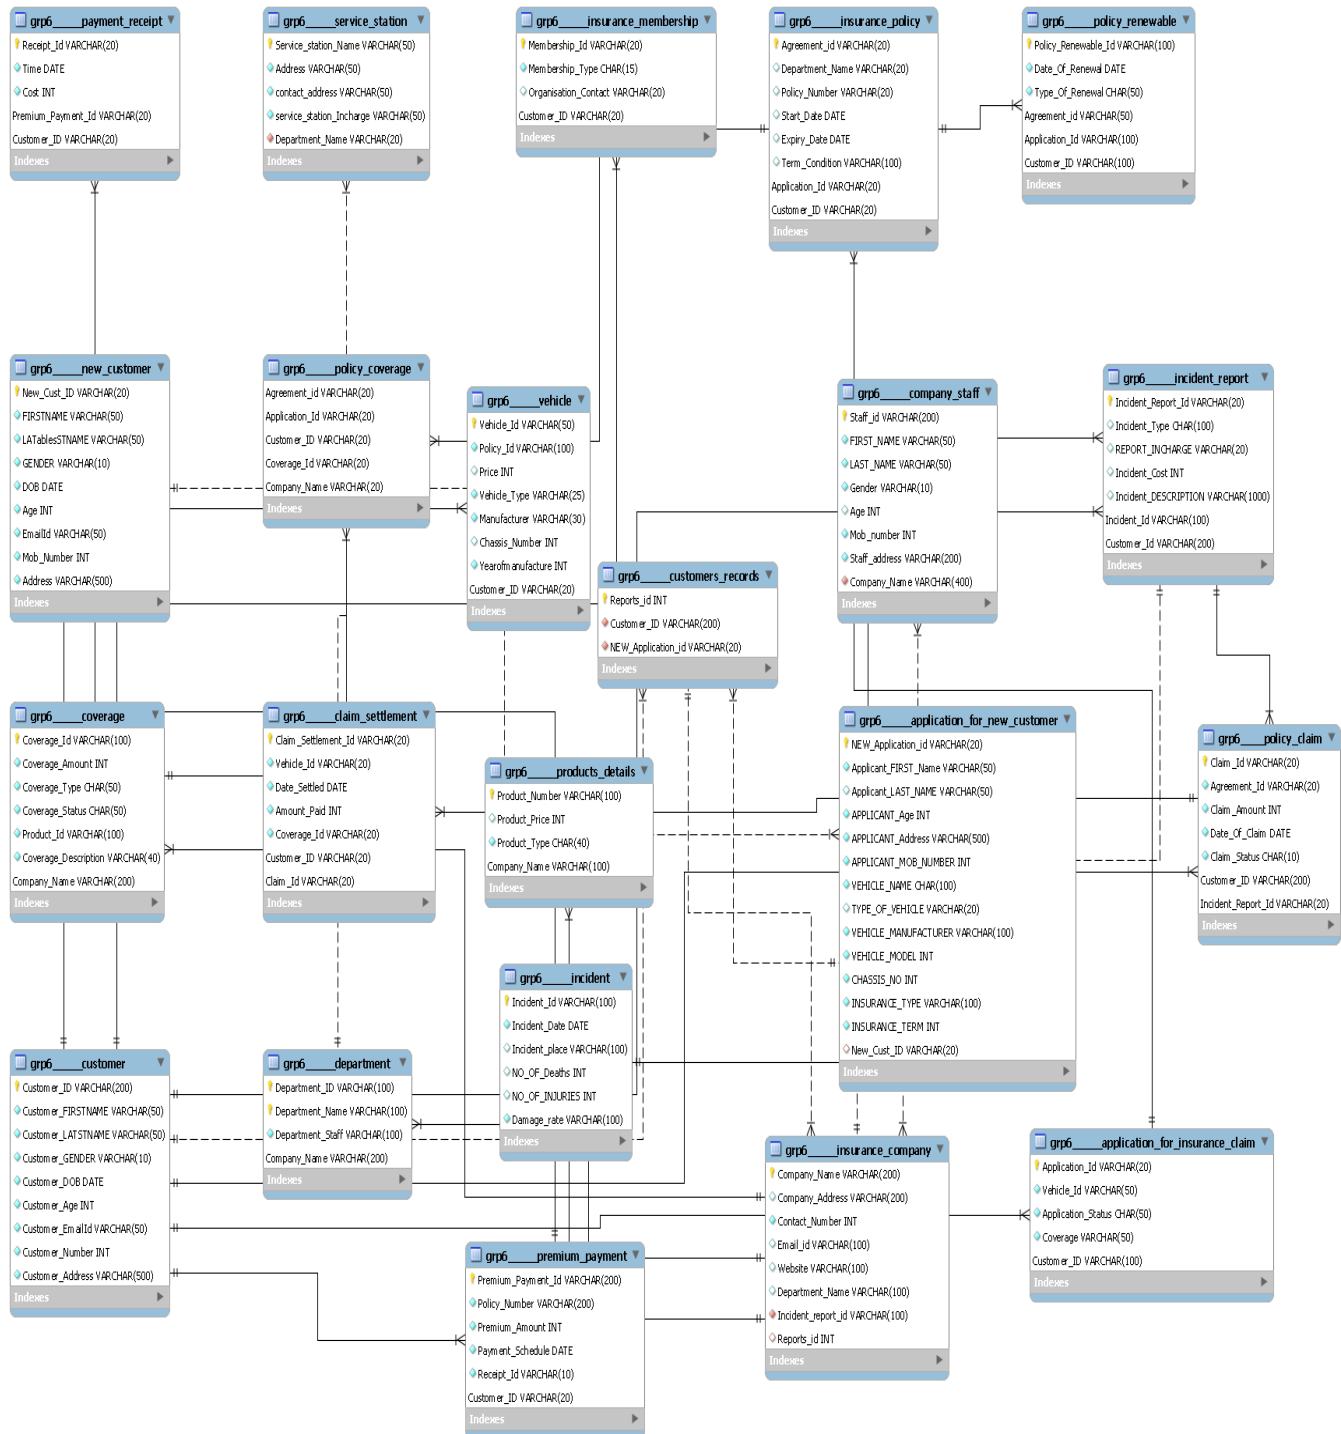 grp6_____payment_receipt
Receipt_Id VARCHAR(20)
Time DATE
Cost INT
Premium_Payment_Id VARCHAR(20)
Customer_ID VARCHAR(20)
Indexes
grp6_____service_station
Service_station_Name VARCHAR(50)
Address VARCHAR(50)
contact_address VARCHAR(50)
service_station_Incharge VARCHAR(50)
Department_Name VARCHAR(20)
Indexes
grp6_____insurance_membership
Membership_Id VARCHAR(20)
Membership_Type CHAR(15)
Organisation_Contact VARCHAR(20)
Customer_ID VARCHAR(20)
Indexes
grp6_____insurance_policy
Agreement_id VARCHAR(20)
Department_Name VARCHAR(20)
Policy_Number VARCHAR(20)
Start_Date DATE
Expiry_Date DATE
Term_Condition VARCHAR(100)
Application_Id VARCHAR(20)
Customer_ID VARCHAR(20)
Indexes
grp6_____policy_renewable
Policy_Renewable_Id VARCHAR(100)
Date_Of_Renewal DATE
Type_Of_Renewal CHAR(50)
Agreement_id VARCHAR(50)
Application_Id VARCHAR(100)
Customer_ID VARCHAR(100)
Indexes
grp6_____new_customer
New_Cust_ID VARCHAR(20)
FIRSTNAME VARCHAR(50)
LATablesSTNAME VARCHAR(50)
GENDER VARCHAR(10)
DOB DATE
Age INT
EmailId VARCHAR(50)
Mob_Number INT
Address VARCHAR(500)
Indexes
grp6_____policy_coverage
Agreement_id VARCHAR(20)
Application_Id VARCHAR(20)
Customer_ID VARCHAR(20)
Coverage_Id VARCHAR(20)
Company_Name VARCHAR(20)
Indexes
grp6_____vehicle
Vehicle_Id VARCHAR(50)
Policy_Id VARCHAR(100)
Price INT
Vehicle_Type VARCHAR(25)
Manufacturer VARCHAR(30)
Chassis_Number INT
Yearofmanufacture INT
Customer_ID VARCHAR(20)
Indexes
grp6_____company_staff
Staff_id VARCHAR(200)
FIRST_NAME VARCHAR(50)
LAST_NAME VARCHAR(50)
Gender VARCHAR(10)
Age INT
Mob_number INT
Staff_address VARCHAR(200)
Company_Name VARCHAR(400)
Indexes
grp6_____incident_report
Incident_Report_Id VARCHAR(20)
Incident_Type CHAR(100)
REPORT_INCHARGE VARCHAR(20)
Incident_Cost INT
Incident_DESCRIPTION VARCHAR(1000)
Incident_Id VARCHAR(100)
Customer_Id VARCHAR(200)
Indexes
grp6_____customers_records
Reports_id INT
Customer_ID VARCHAR(200)
NEW_Application_id VARCHAR(20)
Indexes
grp6_____coverage
Coverage_Id VARCHAR(100)
Coverage_Amount INT
Coverage_Type CHAR(50)
Coverage_Status CHAR(50)
Product_Id VARCHAR(100)
Coverage_Description VARCHAR(40)
Company_Name VARCHAR(200)
Indexes
grp6_____claim_settlement
Claim_Settlement_Id VARCHAR(20)
Vehicle_Id VARCHAR(20)
Date_Settled DATE
Amount_Paid INT
Coverage_Id VARCHAR(20)
Customer_ID VARCHAR(20)
Claim_Id VARCHAR(20)
Indexes
grp6_____products_details
Product_Number VARCHAR(100)
Product_Price INT
Product_Type CHAR(40)
Company_Name VARCHAR(100)
Indexes
grp6_____application_for_new_customer
NEW_Application_id VARCHAR(20)
Applicant_FIRST_Name VARCHAR(50)
Applicant_LAST_NAME VARCHAR(50)
APPLICANT_Age INT
APPLICANT_Address VARCHAR(500)
APPLICANT_MOB_NUMBER INT
VEHICLE_NAME CHAR(100)
TYPE_OF_VEHICLE VARCHAR(20)
VEHICLE_MANUFACTURER VARCHAR(100)
VEHICLE_MODEL INT
CHASSIS_NO INT
INSURANCE_TYPE VARCHAR(100)
INSURANCE_TERM INT
New_Cust_ID VARCHAR(20)
Indexes
grp6_____policy_claim
Claim_Id VARCHAR(20)
Agreement_Id VARCHAR(20)
Claim_Amount INT
Date_Of_Claim DATE
Claim_Status CHAR(10)
Customer_ID VARCHAR(200)
Incident_Report_Id VARCHAR(20)
Indexes
grp6_____incident
Incident_Id VARCHAR(100)
Incident_Date DATE
Incident_place VARCHAR(100)
NO_OF_Deaths INT
NO_OF_INJURIES INT
Damage_rate VARCHAR(100)
Indexes
grp6_____customer
Customer_ID VARCHAR(200)
Customer_FIRSTNAME VARCHAR(50)
Customer_LATSTNAME VARCHAR(50)
Customer_GENDER VARCHAR(10)
Customer_DOB DATE
Customer_Age INT
Customer_EmailId VARCHAR(50)
Customer_Number INT
Customer_Address VARCHAR(500)
Indexes
grp6_____department
Department_ID VARCHAR(100)
Department_Name VARCHAR(100)
Department_Staff VARCHAR(100)
Company_Name VARCHAR(200)
Indexes
grp6_____insurance_company
Company_Name VARCHAR(200)
Company_Address VARCHAR(200)
Contact_Number INT
Email_id VARCHAR(100)
Website VARCHAR(100)
Department_Name VARCHAR(100)
Incident_report_id VARCHAR(100)
Reports_id INT
Indexes
grp6_____application_for_insurance_claim
Application_Id VARCHAR(20)
Vehicle_Id VARCHAR(50)
Application_Status CHAR(50)
Coverage VARCHAR(50)
Customer_ID VARCHAR(100)
Indexes
grp6_____premium_payment
Premium_Payment_Id VARCHAR(200)
Policy_Number VARCHAR(200)
Premium_Amount INT
Payment_Schedule DATE
Receipt_Id VARCHAR(10)
Customer_ID VARCHAR(20)
Indexes